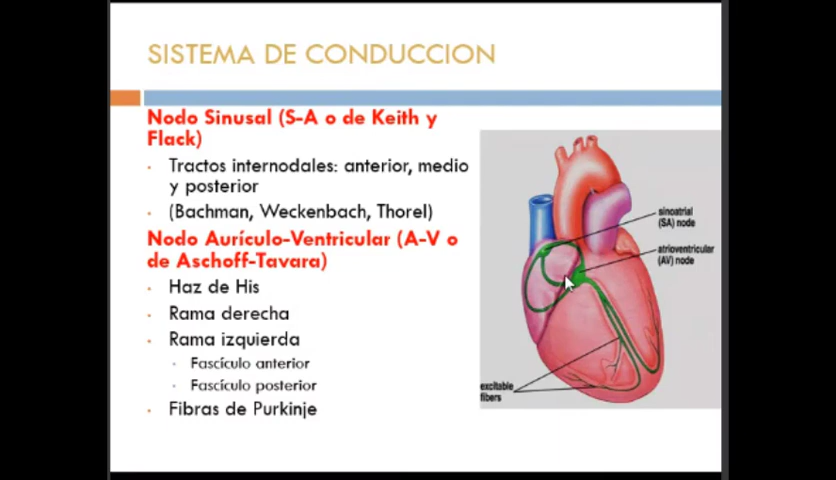 SISTEMA DE CONDUCCION
Nodo Sinusal (S-A o de Keith y
Flack)
Tractos internodales: anterior, medio
y posterior
(Bachman, Weckenbach, Thorel)
Nodo Aurículo-Ventricular (A-V o
de Aschoff-Tavara)
Haz de His
Rama derecha
Rama izquierda
Fascículo anterior
Fascículo posterior
Fibras de Purkinje
sinoatrial
(SA) node
atrioventricular
(AV) node
excitable
fibers